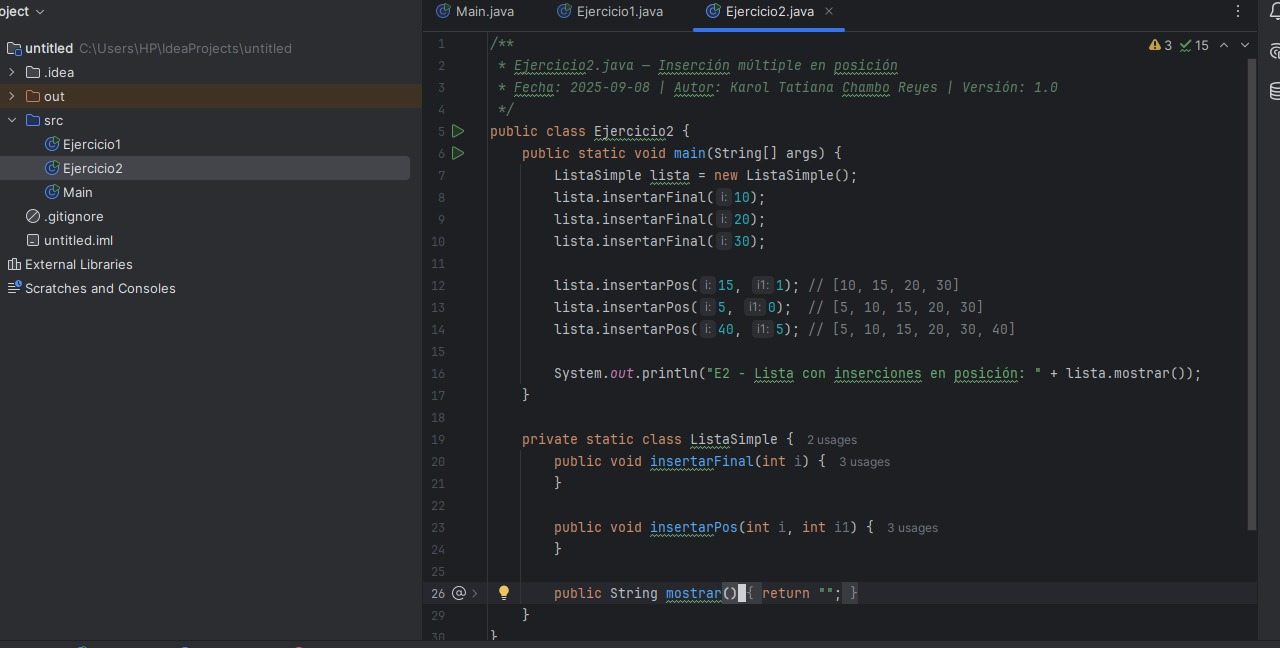 oject
Main.java Ejercicio1.java Ejercicio2.java
untitled C:\Users\HP\IdeaProjects\untitled
.idea
out
src
Ejercicio1
Ejercicio2
Main
.gitignore
untitled.iml
External Libraries
Scratches and Consoles
3 15
1 /**
2 * Ejercicio2.java — Inserción múltiple en posición
3 * Fecha: 2025-09-08 | Autor: Karol Tatiana Chambo Reyes | Versión: 1.0
4 */
5 public class Ejercicio2 {
6 public static void main(String[] args) {
7 ListaSimple lista = new ListaSimple();
8 lista.insertarFinal( i: 10);
9 lista.insertarFinal( i: 20);
10 lista.insertarFinal( i: 30);
11
12 lista.insertarPos( i: 15, i1: 1); // [10, 15, 20, 30]
13 lista.insertarPos( i: 5, i1: 0); // [5, 10, 15, 20, 30]
14 lista.insertarPos( i: 40, i1: 5); // [5, 10, 15, 20, 30, 40]
15
16 System.out.println("E2 - Lista con inserciones en posición: " + lista.mostrar());
17 }
18
19 private static class ListaSimple { 2 usages
20 public void insertarFinal(int i) { 3 usages
21 }
22
23 public void insertarPos(int i, int i1) { 3 usages
24 }
25
26 public String mostrar() { return ""; }
29 }
30 }